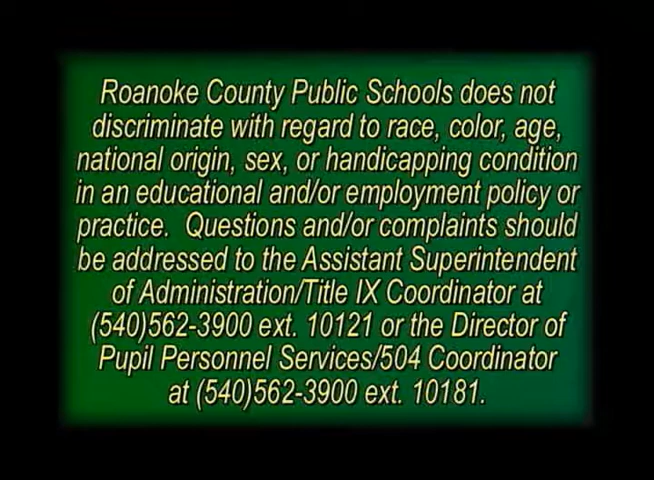 Roanoke County Public Schools does not
discriminate with regard to race, color, age,
national origin, sex, or handicapping condition
in an educational and/or employment policy or
practice.  Questions and/or complaints should
be addressed to the Assistant Superintendent
of Administration/Title IX Coordinator at
(540)562-3900 ext. 10121 or the Director of
Pupil Personnel Services/504 Coordinator
at (540)562-3900 ext. 10181.